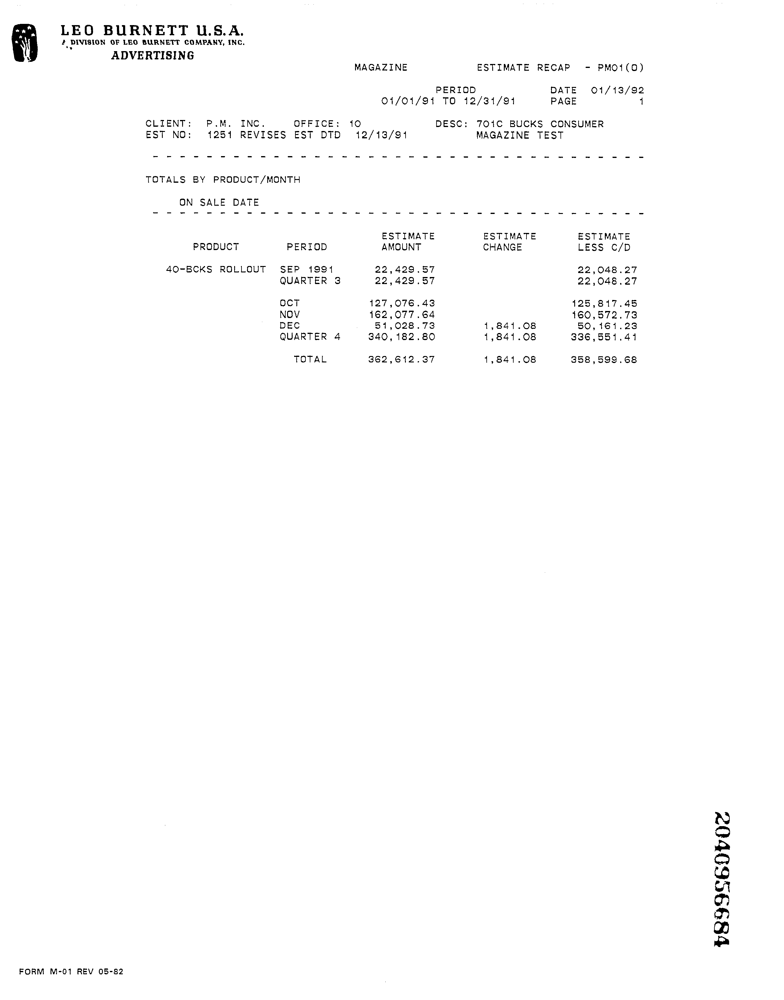 LEO BURNETT U.S.A.
A DIVISION OF LEO BURNETT COMPANY, INC.
ADVERTISING
MAGAZINE ESTIMATE RECAP - PM01(0)
PERIOD DATE 01/13/92
01/01/91 TO 12/31/91 PAGE 1
CLIENT: P.M. INC. OFFICE: 10 DESC: 701C BUCKS CONSUMER
EST NO: 1251 REVISES EST DTD 12/13/91 MAGAZINE TEST
- - - - - - - - - - - - - - - - - - - - - - - - - - - - - - - - - - - - -
TOTALS BY PRODUCT/MONTH
ON SALE DATE
- - - - - - - - - - - - - - - - - - - - - - - - - - - - - - - - - - - - -
ESTIMATE ESTIMATE ESTIMATE
PRODUCT PERIOD AMOUNT CHANGE LESS C/D
40-BCKS ROLLOUT SEP 1991 22,429.57 22,048.27
QUARTER 3 22,429.57 22,048.27
OCT 127,076.43 125,817.45
NOV 162,077.64 160,572.73
DEC 51,028.73 1,841.08 50,161.23
QUARTER 4 340,182.80 1,841.08 336,551.41
TOTAL 362,612.37 1,841.08 358,599.68
2040956684
FORM M-01 REV 05-82